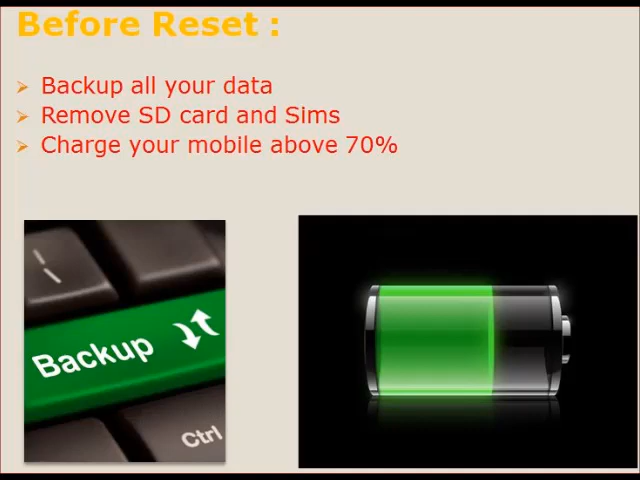 Before Reset :
➢ Backup all your data
➢ Remove SD card and Sims
➢ Charge your mobile above 70%
Backup
Ctrl